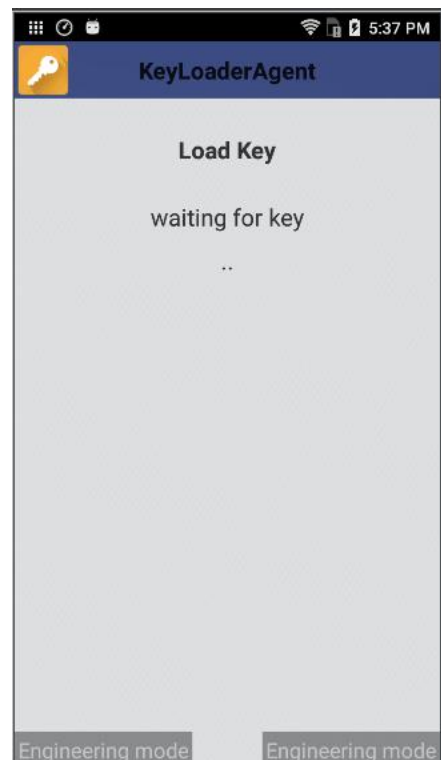 5:37 PM
KeyLoaderAgent
Load Key
waiting for key
..
Engineering mode Engineering mode